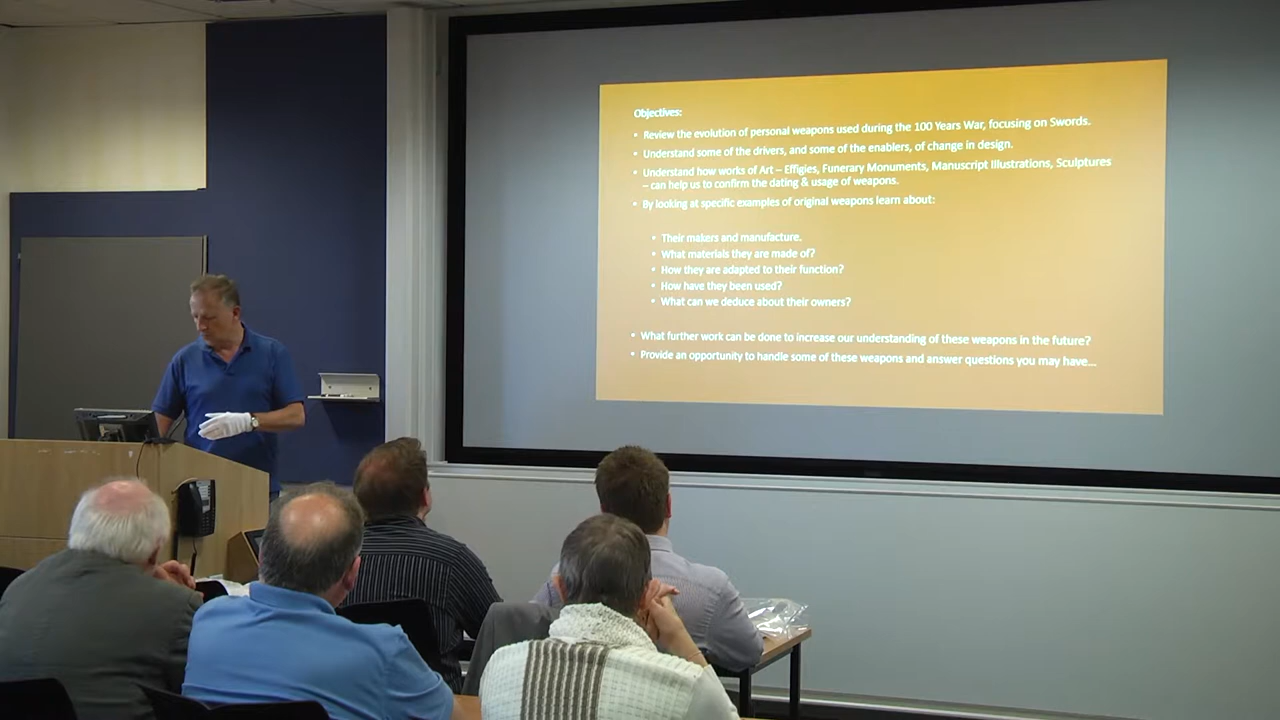 Objectives:
• Review the evolution of personal weapons used during the 100 Years War, focusing on Swords.
• Understand some of the drivers, and some of the enablers, of change in design.
• Understand how works of Art – Effigies, Funerary Monuments, Manuscript Illustrations, Sculptures
– can help us to confirm the dating & usage of weapons.
• By looking at specific examples of original weapons learn about:
• Their makers and manufacture.
• What materials they are made of?
• How they are adapted to their function?
• How have they been used?
• What can we deduce about their owners?
• What further work can be done to increase our understanding of these weapons in the future?
• Provide an opportunity to handle some of these weapons and answer questions you may have...